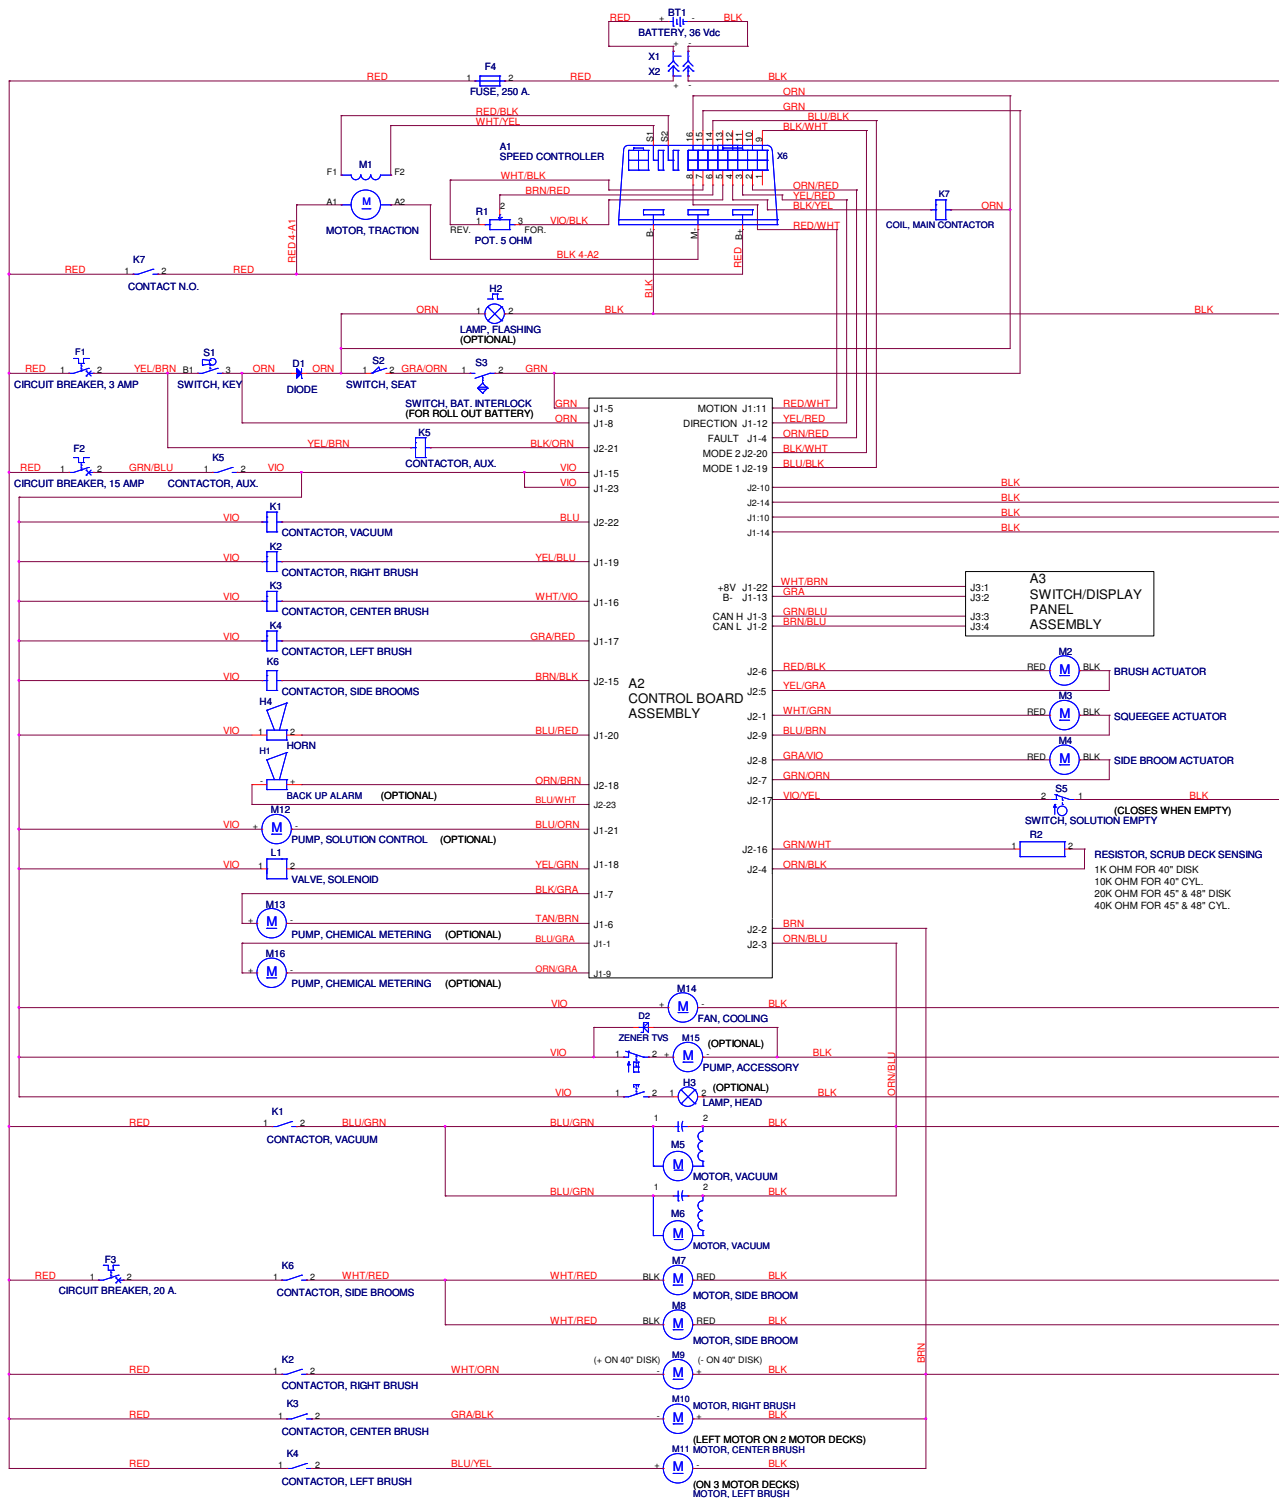 BT1
RED + - BLK
BATTERY, 36 Vdc
+ -
X1
X2
+ -
F4
RED 1 2 RED BLK
FUSE, 250 A.
ORN
GRN
RED/BLK BLU/BLK
WHT/YEL BLK/WHT
S1 S2 16 15 14 13 12 11 10 9
A1
SPEED CONTROLLER X6
M1
F1 F2
8 7 6 5 4 3 2 1
WHT/BLK ORN/RED
BRN/RED YEL/RED
BLK/YEL
K7
ORN
COIL, MAIN CONTACTOR
A1 M A2
MOTOR, TRACTION
R1 2
1 3 VIO/BLK
REV. FOR.
POT. 5 OHM
RED/WHT
B- M- B+
RED 4-A1
BLK 4-A2
RED
K7
RED 1 2 RED
CONTACT N.O.
BLK
H2
ORN 1 2 BLK BLK
LAMP, FLASHING
(OPTIONAL)
F1 S1 D1 S2 S3
RED 1 2 YEL/BRN B1 3 ORN ORN 1 2 GRA/ORN 1 2 GRN
CIRCUIT BREAKER, 3 AMP SWITCH, KEY DIODE SWITCH, SEAT
SWITCH, BAT. INTERLOCK
(FOR ROLL OUT BATTERY)
GRN J1-5 MOTION J1:11 RED/WHT
ORN J1-8 DIRECTION J1-12 YEL/RED
FAULT J1-4 ORN/RED
K5
YEL/BRN BLK/ORN J2-21 MODE 2 J2-20 BLK/WHT
CONTACTOR, AUX.
MODE 1 J2-19 BLU/BLK
F2 K5
RED 1 2 GRN/BLU 1 2 VIO VIO J1-15
CIRCUIT BREAKER, 15 AMP CONTACTOR, AUX.
VIO J1-23
J2-10 BLK
J2-14 BLK
J1:10 BLK
J1-14 BLK
K1
VIO BLU J2-22
CONTACTOR, VACUUM
K2
VIO YEL/BLU J1-19
CONTACTOR, RIGHT BRUSH
K3
VIO WHT/VIO J1-16
CONTACTOR, CENTER BRUSH
+8V J1-22 WHT/BRN J3:1
B- J1-13 GRA J3:2
CAN H J1-3 GRN/BLU J3:3
CAN L J1-2 BRN/BLU J3:4
A3
SWITCH/DISPLAY
PANEL
ASSEMBLY
K4
VIO GRA/RED J1-17
CONTACTOR, LEFT BRUSH
K6
VIO BRN/BLK J2-15
CONTACTOR, SIDE BROOMS
A2
CONTROL BOARD
ASSEMBLY
M2
J2-6 RED/BLK RED M BLK BRUSH ACTUATOR
J2:5 YEL/GRA
M3
J2-1 WHT/GRN RED M BLK SQUEEGEE ACTUATOR
J2-9 BLU/BRN
M4
J2-8 GRA/VIO RED M BLK SIDE BROOM ACTUATOR
J2-7 GRN/ORN
H4
VIO 1 2 BLU/RED J1-20
HORN
H1
- + ORN/BRN J2-18
BACK UP ALARM (OPTIONAL)
BLU/WHT J2-23
S5
J2-17 VIO/YEL 2 1 BLK
(CLOSES WHEN EMPTY)
SWITCH, SOLUTION EMPTY
M12
VIO + M - BLU/ORN J1-21
PUMP, SOLUTION CONTROL (OPTIONAL)
R2
J2-16 GRN/WHT 1 2
J2-4 ORN/BLK
RESISTOR, SCRUB DECK SENSING
1K OHM FOR 40" DISK
10K OHM FOR 40" CYL.
20K OHM FOR 45" & 48" DISK
40K OHM FOR 45" & 48" CYL.
L1
VIO 1 2 YEL/GRN J1-18
VALVE, SOLENOID
BLK/GRA J1-7
M13
+ M - TAN/BRN J1-6
PUMP, CHEMICAL METERING (OPTIONAL)
BLU/GRA J1-1
M16
+ M - ORN/GRA J1-9
PUMP, CHEMICAL METERING (OPTIONAL)
J2-2 BRN
J2-3 ORN/BLU
M14
VIO + M - BLK
FAN, COOLING
D2
ZENER TVS
M15 (OPTIONAL)
VIO 1 2 + M - BLK
PUMP, ACCESSORY
ORN/BLU
H3 (OPTIONAL)
VIO 1 2 1 2 BLK
LAMP, HEAD
K1
RED 1 2 BLU/GRN BLU/GRN 1 2 BLK
CONTACTOR, VACUUM
M5
M
MOTOR, VACUUM
BLU/GRN 1 2 BLK
M6
M
MOTOR, VACUUM
F3 K6 M7
RED 1 2 1 2 WHT/RED WHT/RED BLK M RED BLK
CIRCUIT BREAKER, 20 A. CONTACTOR, SIDE BROOMS MOTOR, SIDE BROOM
M8
WHT/RED BLK M RED BLK
MOTOR, SIDE BROOM
BRN
K2 (+ ON 40" DISK) M9 (- ON 40" DISK)
RED 1 2 WHT/ORN - M + BLK
CONTACTOR, RIGHT BRUSH
M10 MOTOR, RIGHT BRUSH
K3
RED 1 2 GRA/BLK - M + BLK
CONTACTOR, CENTER BRUSH
(LEFT MOTOR ON 2 MOTOR DECKS)
M11 MOTOR, CENTER BRUSH
K4
RED 1 2 BLU/YEL + M - BLK
CONTACTOR, LEFT BRUSH
(ON 3 MOTOR DECKS)
MOTOR, LEFT BRUSH